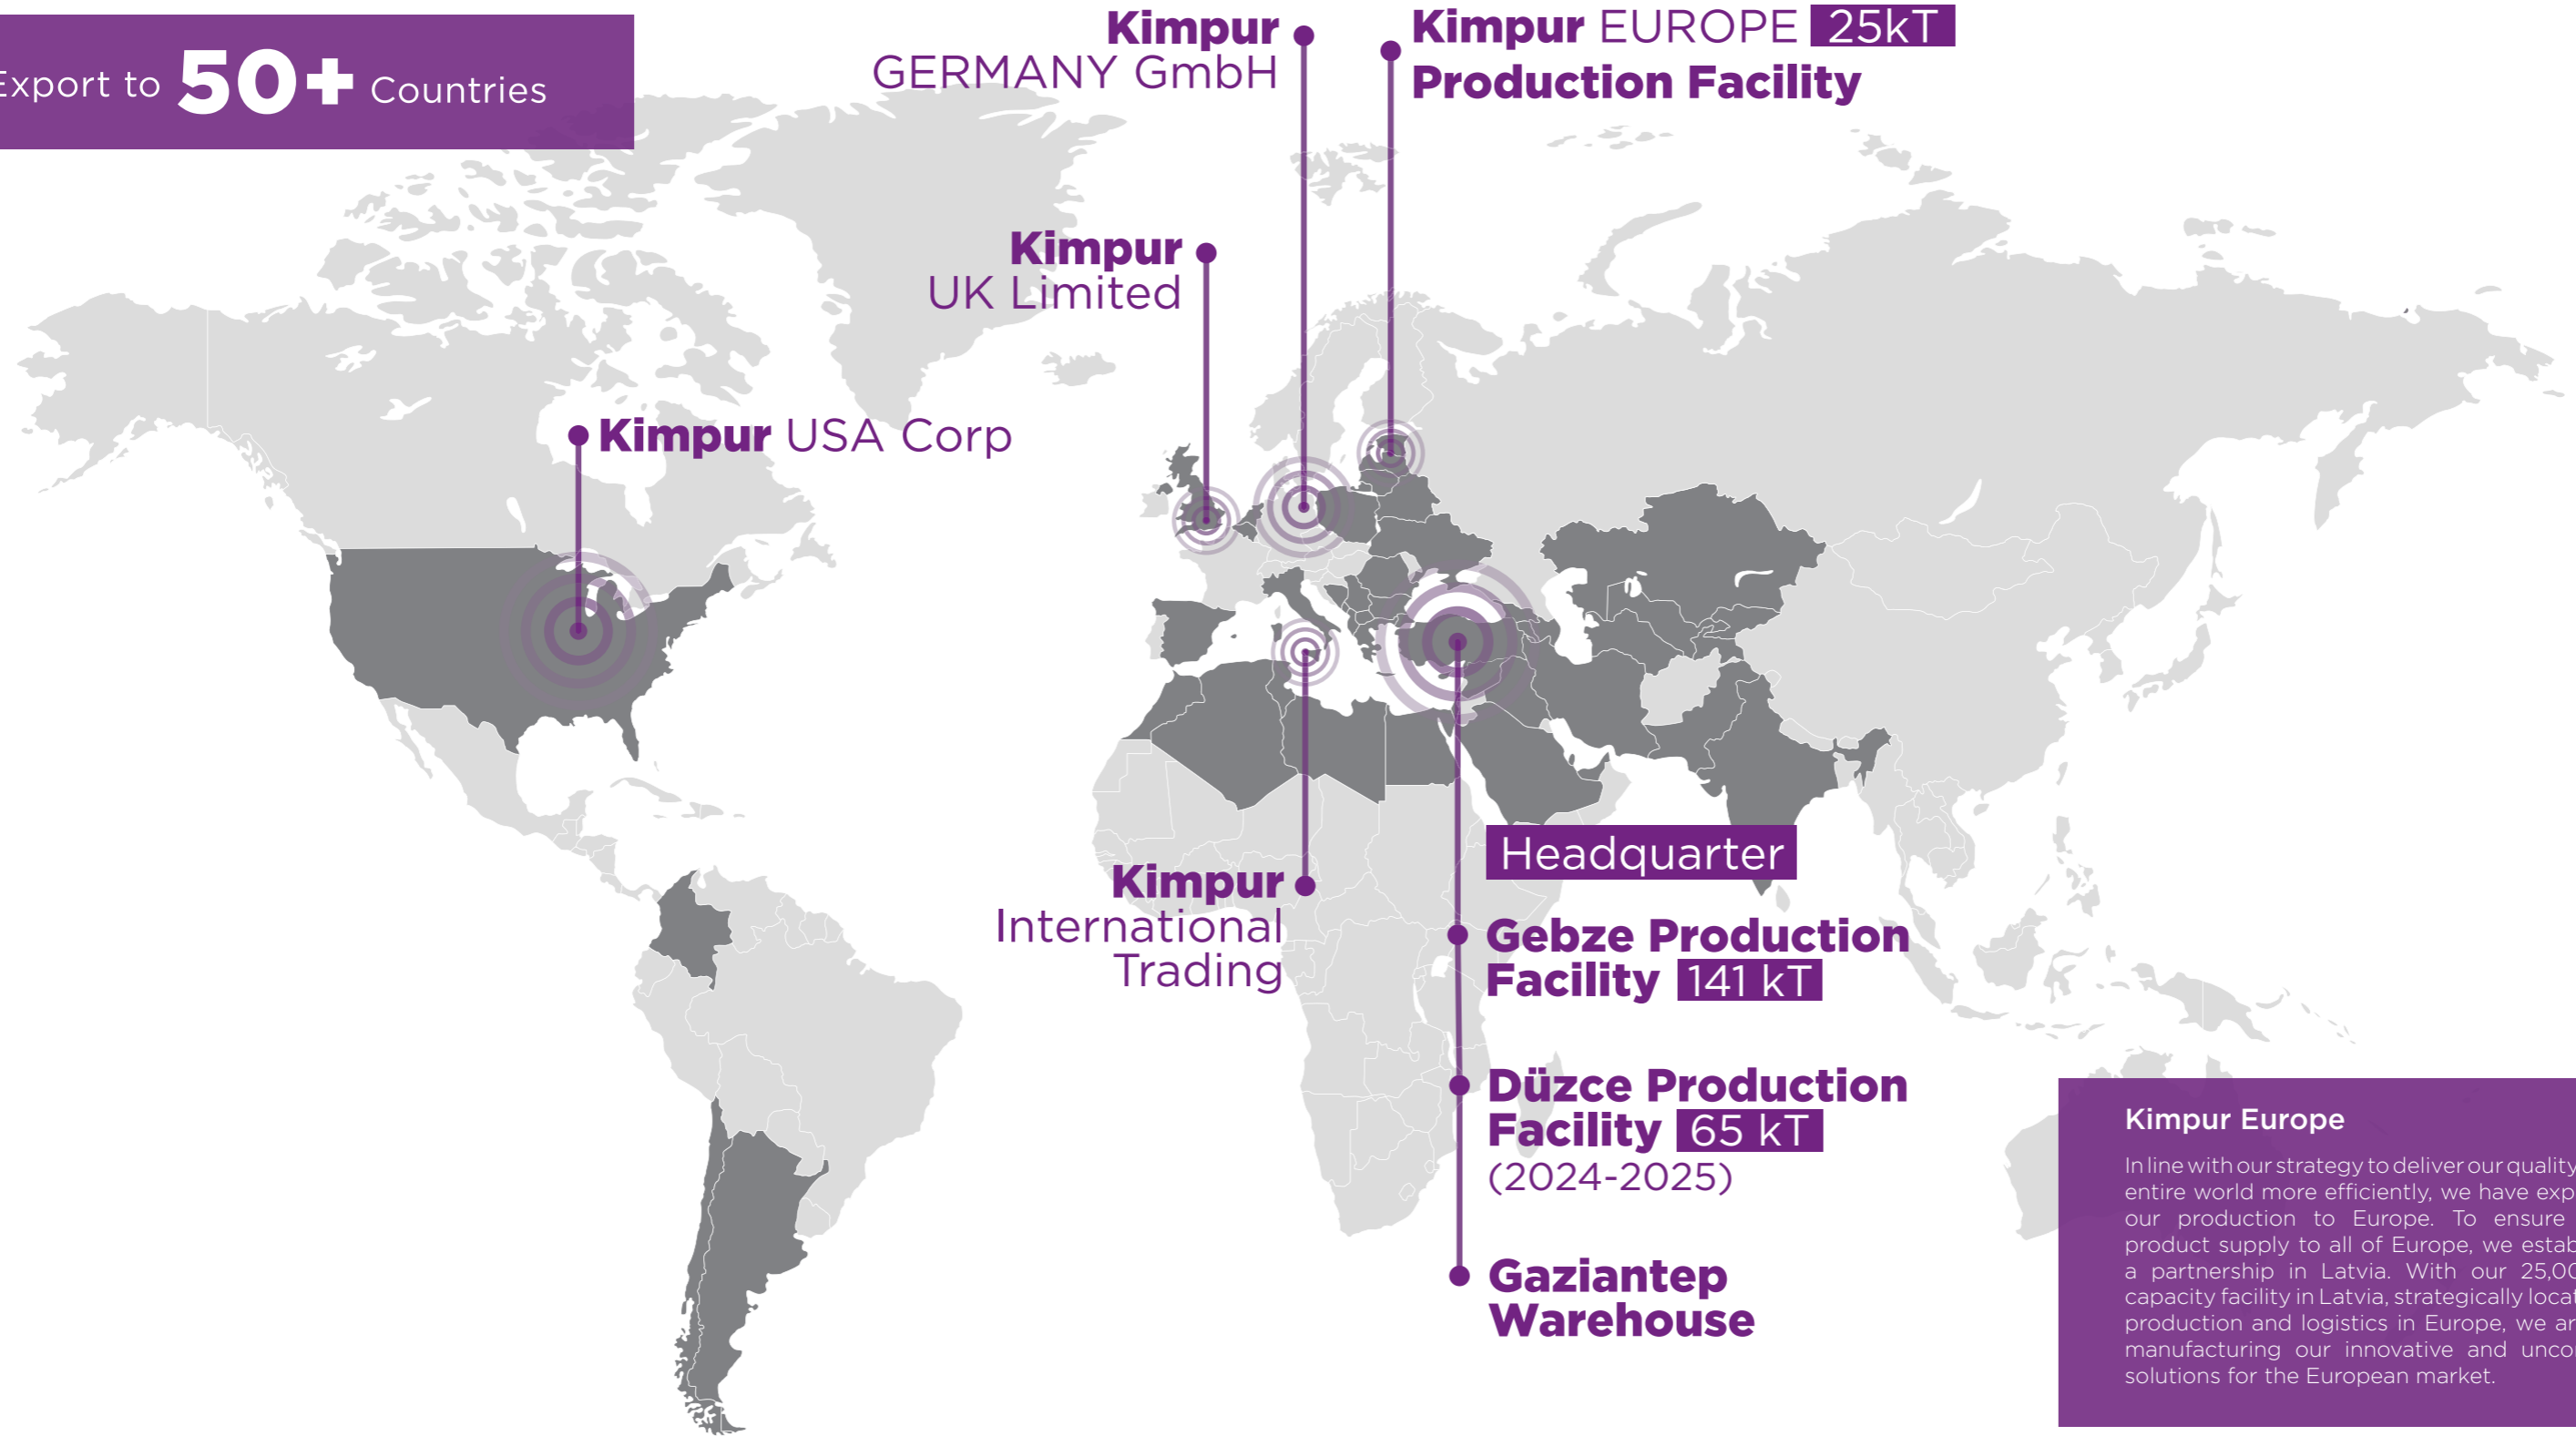 Export to 50+ Countries
Kimpur
GERMANY GmbH
Kimpur EUROPE 25kT
Production Facility
Kimpur
UK Limited
Kimpur USA Corp
Kimpur
International
Trading
Headquarter
Gebze Production
Facility 141 kT
Düzce Production
Facility 65 kT
(2024-2025)
Gaziantep
Warehouse
Kimpur Europe
In line with our strategy to deliver our quality
entire world more efficiently, we have
our production to Europe. To ensure
product supply to all of Europe, we
a partnership in Latvia. With our
capacity facility in Latvia, strategically
production and logistics in Europe, we
manufacturing our innovative and
solutions for the European market.